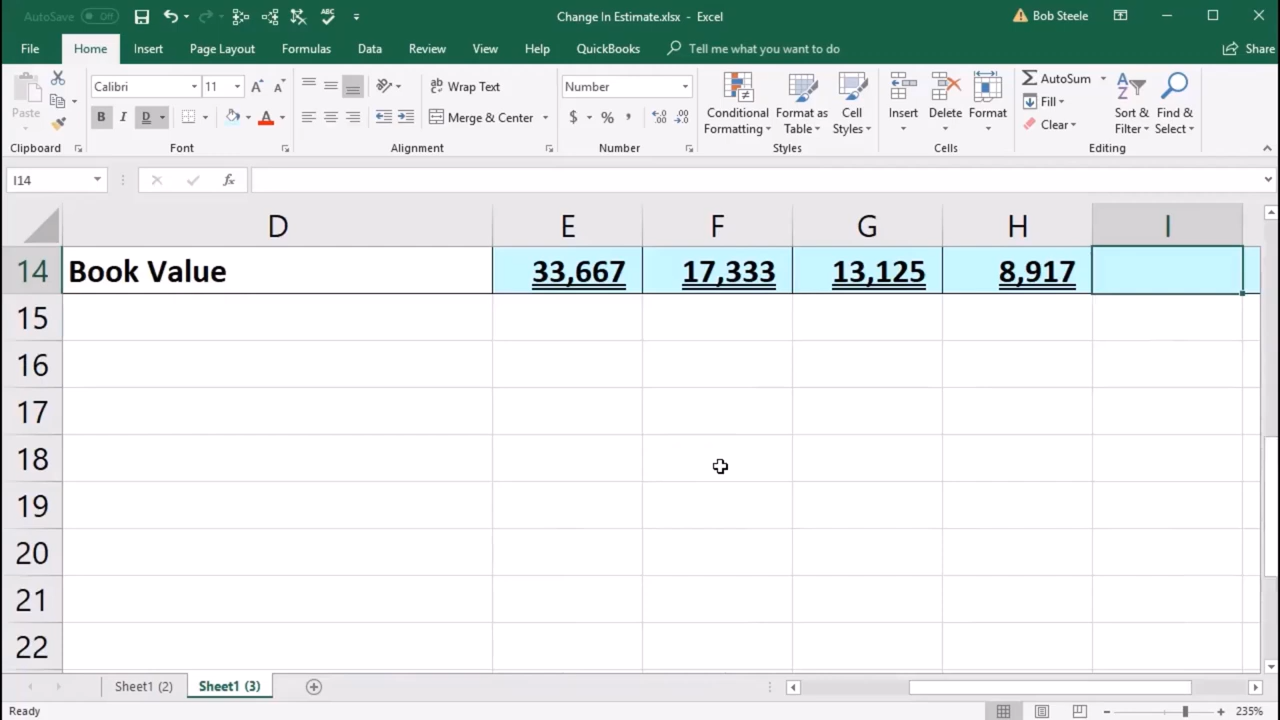 AutoSave Off Change In Estimate.xlsx - Excel Bob Steele
File Home Insert Page Layout Formulas Data Review View Help QuickBooks Tell me what you want to do Share
Paste Calibri 11 Wrap Text Number Conditional Formatting Format as Table Cell Styles Insert Delete Format AutoSum Sort & Filter Find & Select
B I D Merge & Center $ % Fill
Clear
Clipboard Font Alignment Number Styles Cells Editing
I14 fx
D E F G H I
14 Book Value 33,667 17,333 13,125 8,917
15
16
17
18
19
20
21
22
Sheet1 (2) Sheet1 (3)
Ready 235%